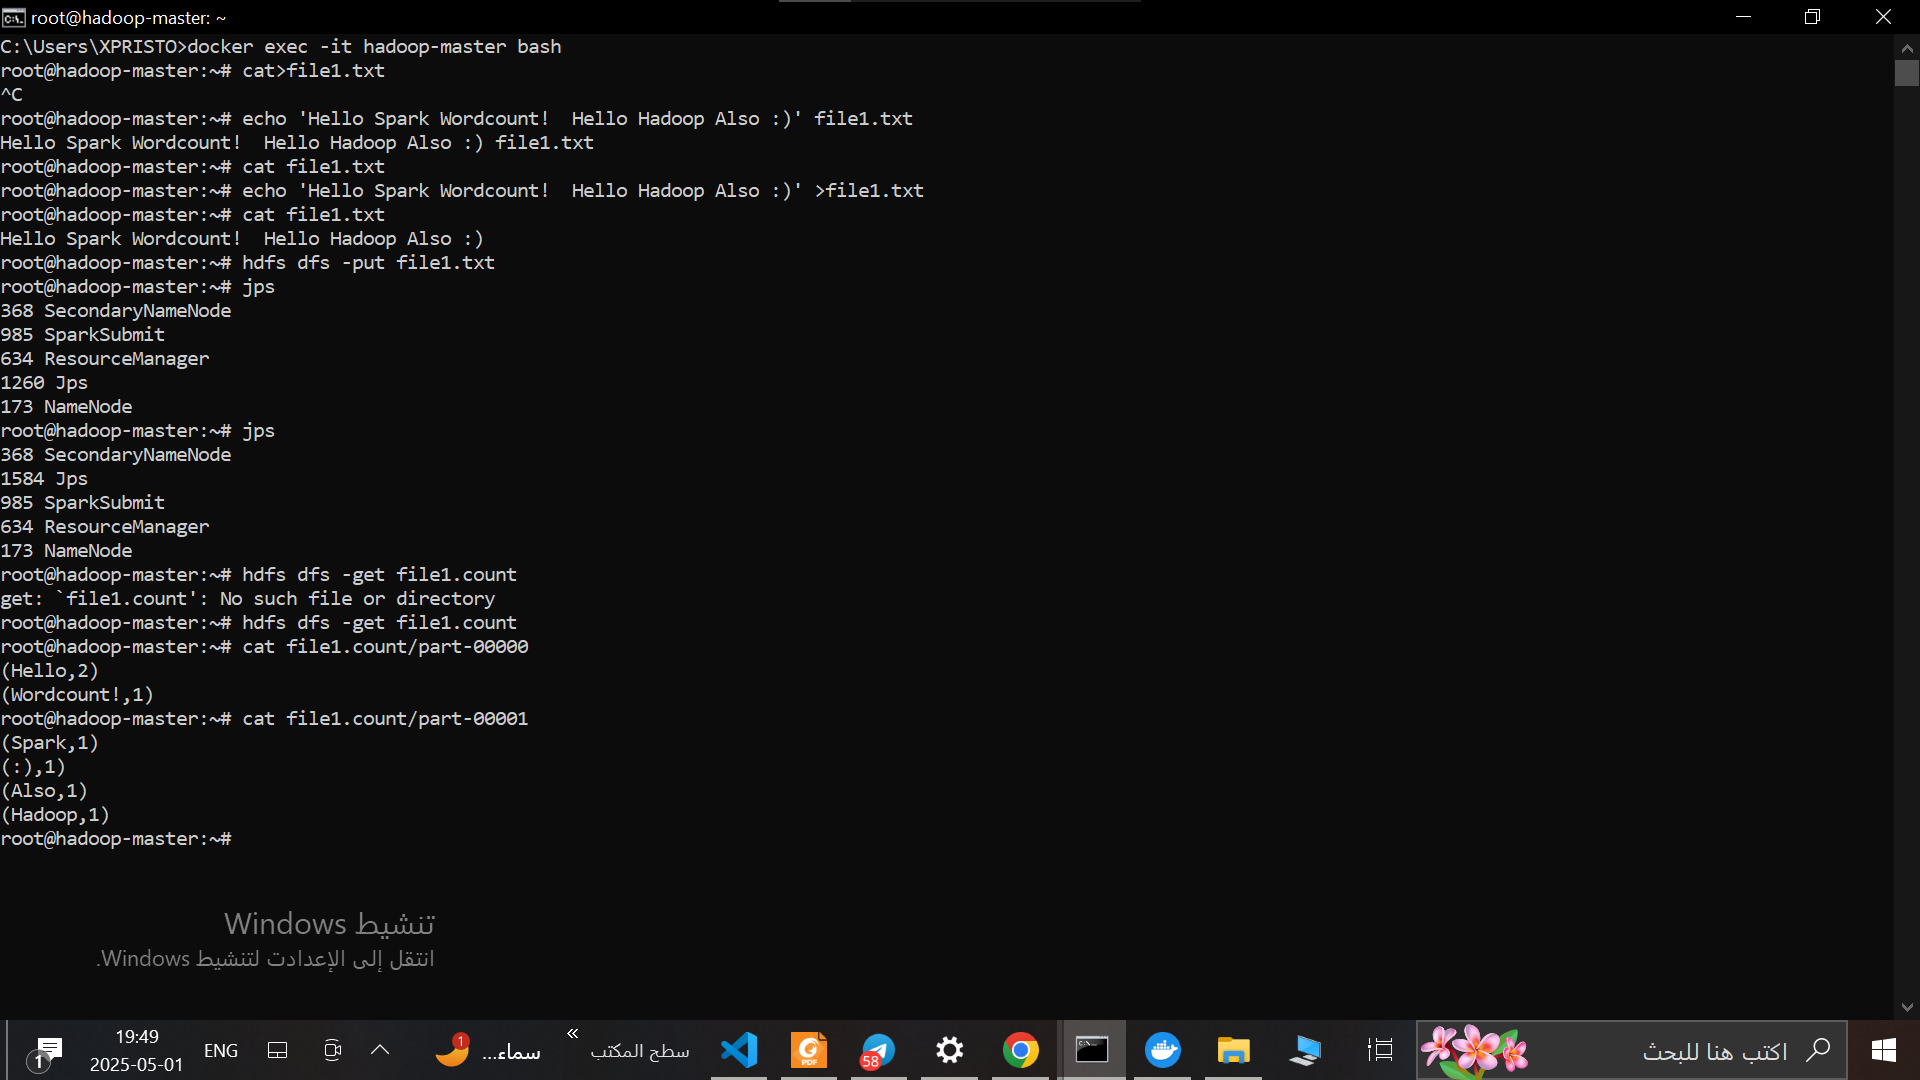 root@hadoop-master: ~
C:\Users\XPRISTO>docker exec -it hadoop-master bash
root@hadoop-master:~# cat>file1.txt
^C
root@hadoop-master:~# echo 'Hello Spark Wordcount!  Hello Hadoop Also :)' file1.txt
Hello Spark Wordcount!  Hello Hadoop Also :) file1.txt
root@hadoop-master:~# cat file1.txt
root@hadoop-master:~# echo 'Hello Spark Wordcount!  Hello Hadoop Also :)' >file1.txt
root@hadoop-master:~# cat file1.txt
Hello Spark Wordcount!  Hello Hadoop Also :)
root@hadoop-master:~# hdfs dfs -put file1.txt
root@hadoop-master:~# jps
368 SecondaryNameNode
985 SparkSubmit
634 ResourceManager
1260 Jps
173 NameNode
root@hadoop-master:~# jps
368 SecondaryNameNode
1584 Jps
985 SparkSubmit
634 ResourceManager
173 NameNode
root@hadoop-master:~# hdfs dfs -get file1.count
get: `file1.count': No such file or directory
root@hadoop-master:~# hdfs dfs -get file1.count
root@hadoop-master:~# cat file1.count/part-00000
(Hello,2)
(Wordcount!,1)
root@hadoop-master:~# cat file1.count/part-00001
(Spark,1)
(:),1)
(Also,1)
(Hadoop,1)
root@hadoop-master:~#
تنشيط Windows
انتقل إلى الإعدادت لتنشيط Windows.
1
19:49
2025-05-01
ENG
1
سماء...
سطح المكتب
PDF
58
اكتب هنا للبحث